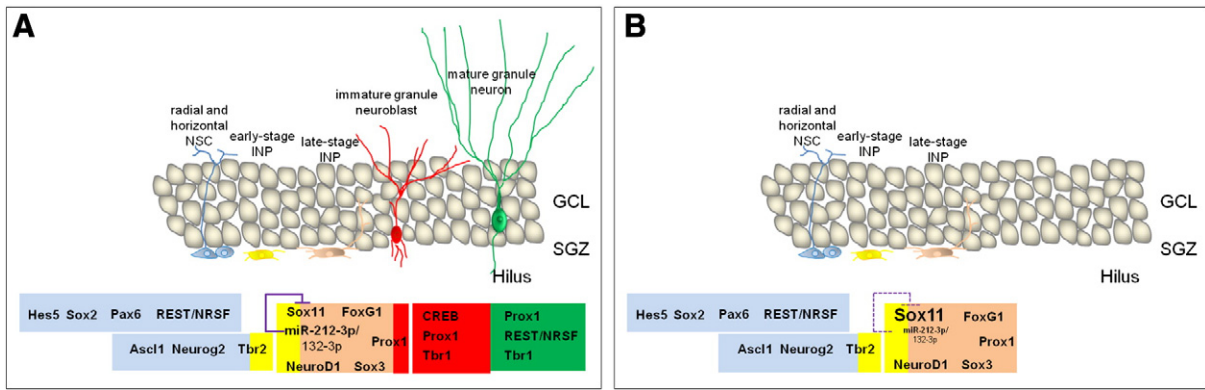 A
mature granule
neuron
immature granule
neuroblast
radial and
horizontal
NSC
early-stage
INP
late-stage
INP
GCL
SGZ
Hilus
Hes5 Sox2 Pax6 REST/NRSF
Ascl1 Neurog2 Tbr2
Sox11 FoxG1
miR-212-3p/
132-3p
Prox1
NeuroD1 Sox3
CREB
Prox1
Tbr1
Prox1
REST/NRSF
Tbr1
B
radial and
horizontal
NSC
early-stage
INP
late-stage
INP
GCL
SGZ
Hilus
Hes5 Sox2 Pax6 REST/NRSF
Ascl1 Neurog2 Tbr2
Sox11 FoxG1
miR-212-3p/
132-3p
Prox1
NeuroD1 Sox3